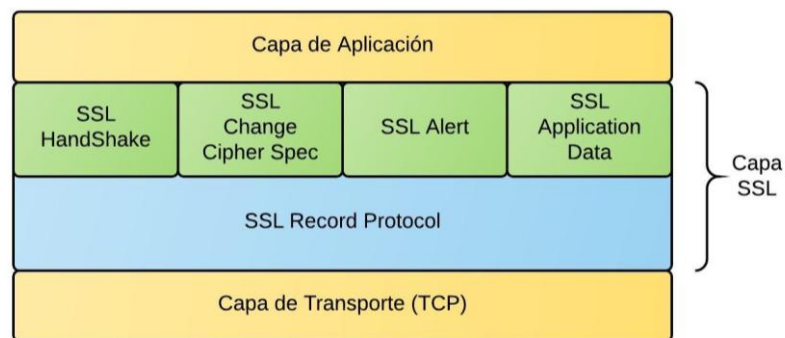 Capa de Aplicación
SSL
HandShake
SSL
Change
Cipher Spec
SSL Alert
SSL
Application
Data
Capa
SSL
SSL Record Protocol
Capa de Transporte (TCP)